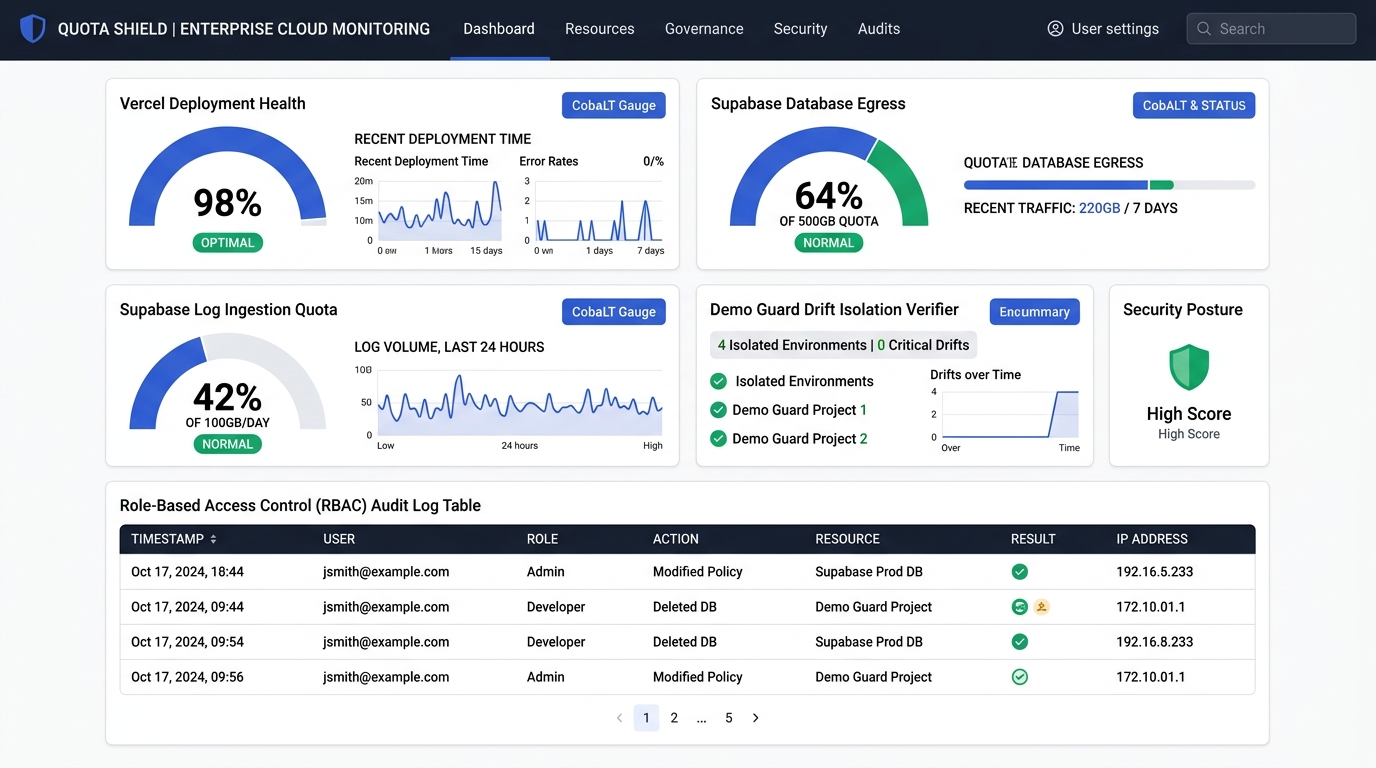 QUOTA SHIELD | ENTERPRISE CLOUD MONITORING
Dashboard
Resources
Governance
Security
Audits
User settings
Search
Vercel Deployment Health
CobaLT Gauge
98%
OPTIMAL
RECENT DEPLOYMENT TIME
Recent Deployment Time
20m
15m
10m
0
0
15 days
Error Rates
0/%
3
2
1
0
0
1 days
7 days
Supabase Database Egress
CobALT & STATUS
64%
OF 500GB QUOTA
NORMAL
DATABASE EGRESS
RECENT TRAFFIC: 220GB / 7 DAYS
Supabase Log Ingestion Quota
CobaLT Gauge
42%
OF 100GB/DAY
NORMAL
LOG VOLUME, LAST 24 HOURS
100
50
0
Low
24 hours
High
Demo Guard Drift Isolation Verifier
Encummary
4 Isolated Environments | 0 Critical Drifts
Isolated Environments
Demo Guard Project 1
Demo Guard Project 2
Drifts over Time
4
2
0
Over
Time
Security Posture
High Score
High Score
Role-Based Access Control (RBAC) Audit Log Table
TIMESTAMP USER ROLE ACTION RESOURCE RESULT IP ADDRESS
Oct 17, 2024, 18:44 jsmith@example.com Admin Modified Policy Supabase Prod DB 192.16.5.233
Oct 17, 2024, 09:44 jsmith@example.com Developer Deleted DB Demo Guard Project 172.10.01.1
Oct 17, 2024, 09:54 jsmith@example.com Developer Deleted DB Supabase Prod DB 192.16.8.233
Oct 17, 2024, 09:56 jsmith@example.com Admin Modified Policy Demo Guard Project 172.10.01.1
1 2 ... 5